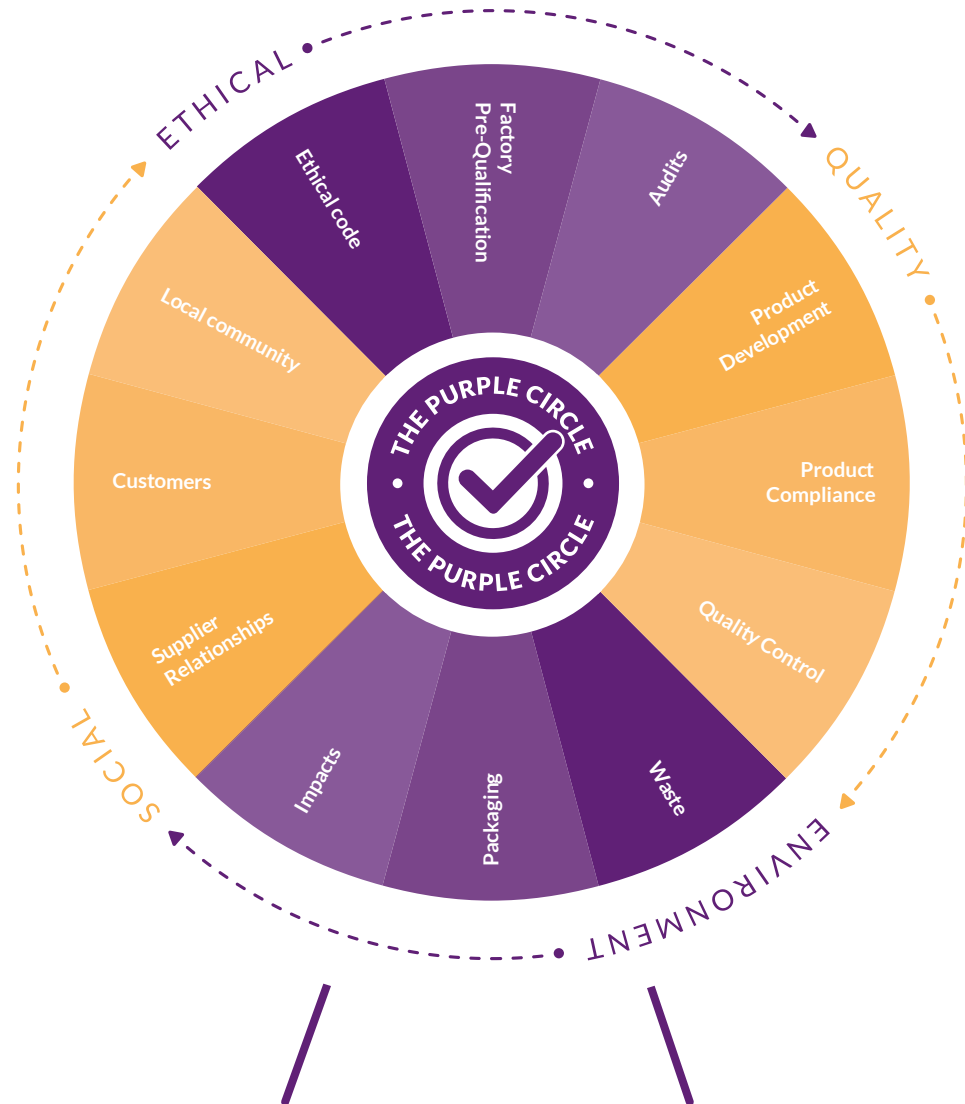 ETHICAL
Ethical code
Factory
Pre-Qualification
Audits
QUALITY
Product
Development
Product
Compliance
Quality Control
ENVIRONMENT
Waste
Packaging
Impacts
SOCIAL
Supplier
Relationships
Customers
Local community
THE PURPLE CIRCLE
THE PURPLE CIRCLE